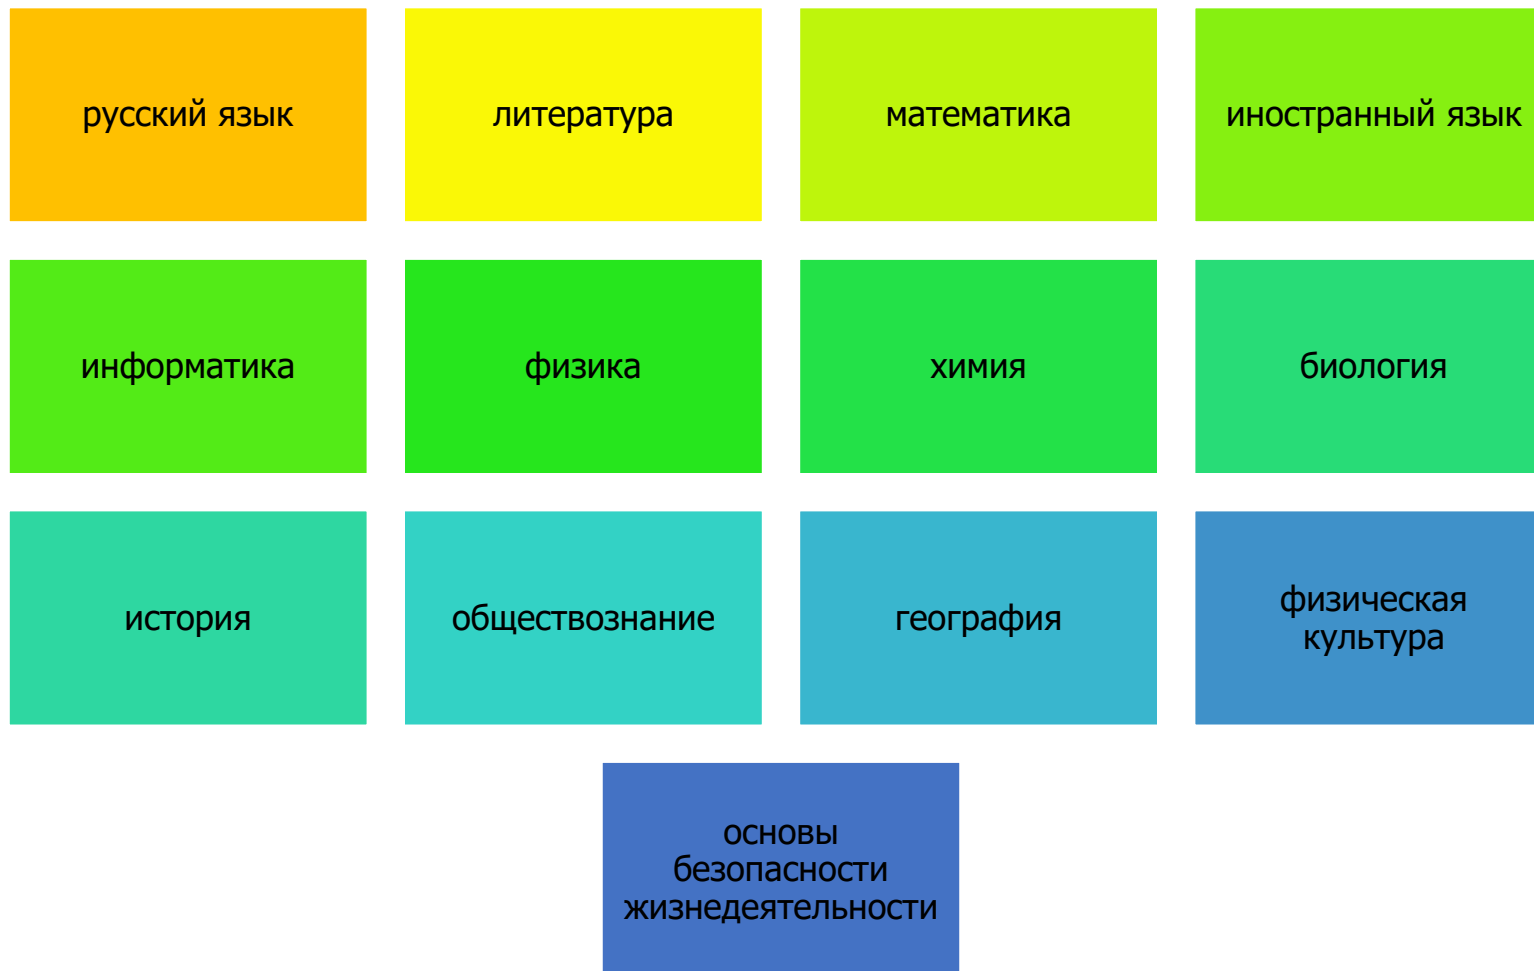 русский язык
литература
математика
иностранный язык
информатика
физика
химия
биология
история
обществознание
география
физическая
культура
основы
безопасности
жизнедеятельности